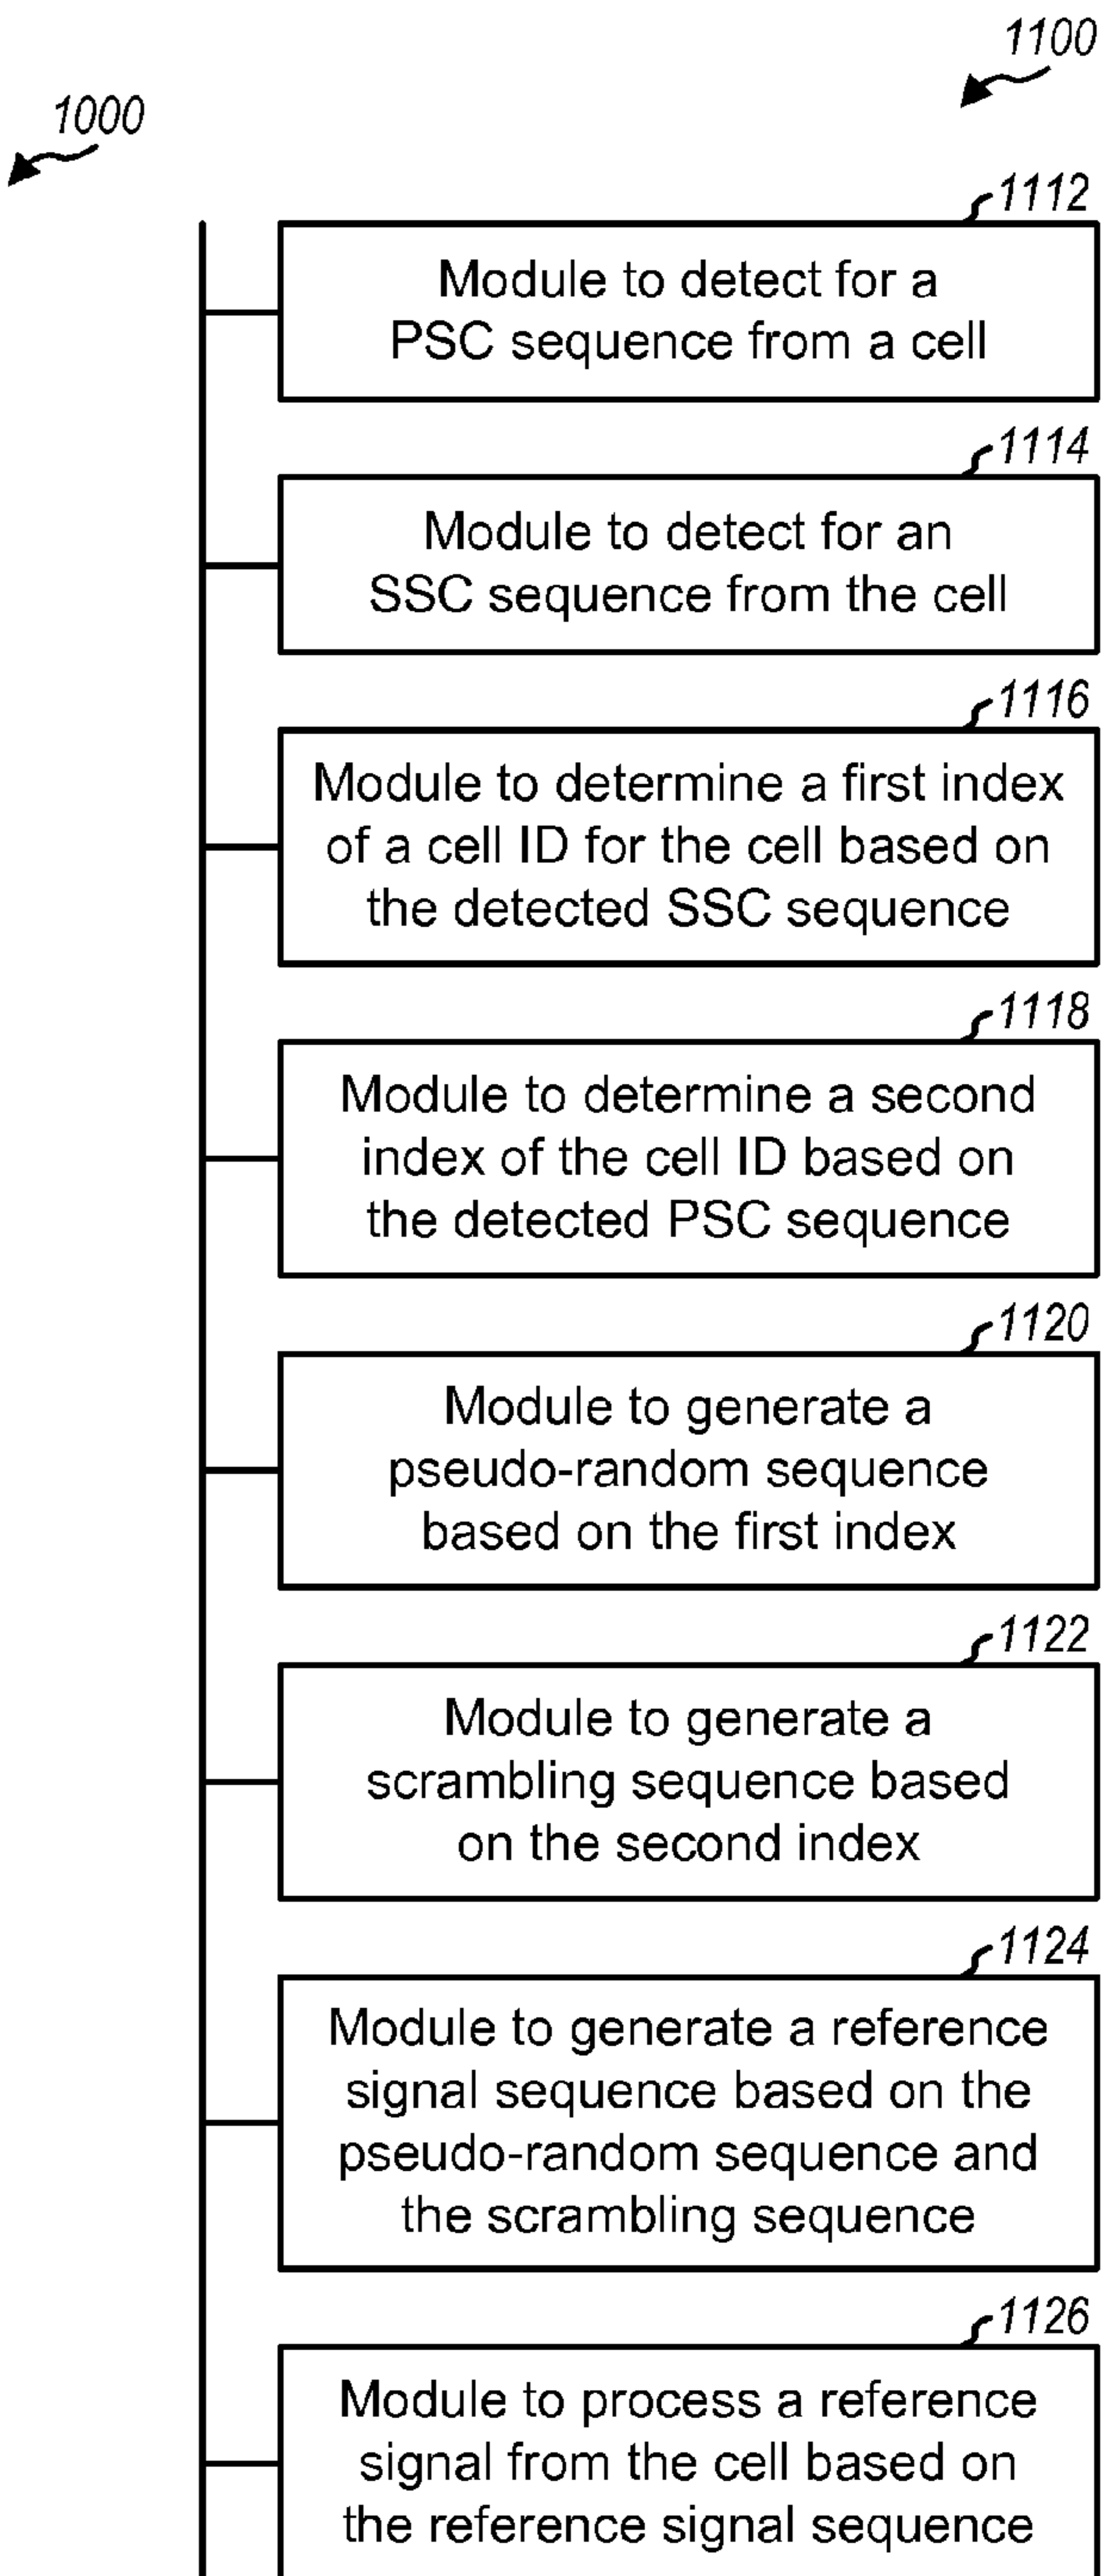 1100
1000
1112
Module to detect for a
PSC sequence from a cell
1114
Module to detect for an
SSC sequence from the cell
1116
Module to determine a first index
of a cell ID for the cell based on
the detected SSC sequence
1118
Module to determine a second
index of the cell ID based on
the detected PSC sequence
1120
Module to generate a
pseudo-random sequence
based on the first index
1122
Module to generate a
scrambling sequence based
on the second index
1124
Module to generate a reference
signal sequence based on the
pseudo-random sequence and
the scrambling sequence
1126
Module to process a reference
signal from the cell based on
the reference signal sequence